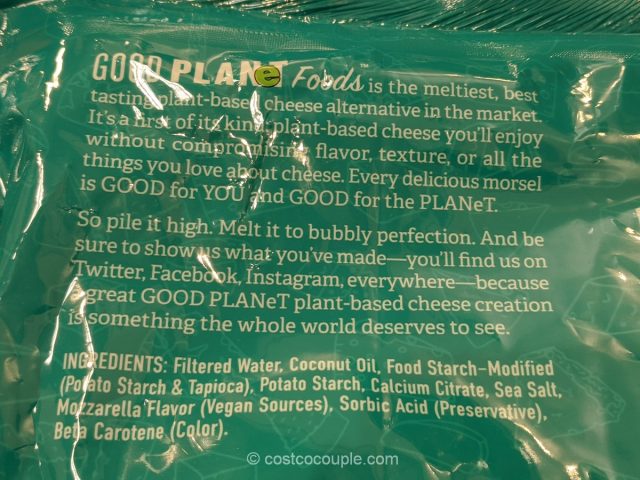 GOOD PLANeT Foods is the meltiest, best
tasting plant-based cheese alternative in the market.
It's a first of its kind plant-based cheese you'll enjoy
without compromising flavor, texture, or all the
things you love about cheese. Every delicious morsel
is GOOD for YOU and GOOD for the PLANeT.
So pile it high. Melt it to bubbly perfection. And be
sure to show us what you've made—you'll find us on
Twitter, Facebook, Instagram, everywhere—because
a great GOOD PLANeT plant-based cheese creation
is something the whole world deserves to see.
INGREDIENTS: Filtered Water, Coconut Oil, Food Starch-Modified
(Potato Starch & Tapioca), Potato Starch, Calcium Citrate, Sea Salt,
Mozzarella Flavor (Vegan Sources), Sorbic Acid (Preservative),
Beta Carotene (Color).
© costcocouple.com